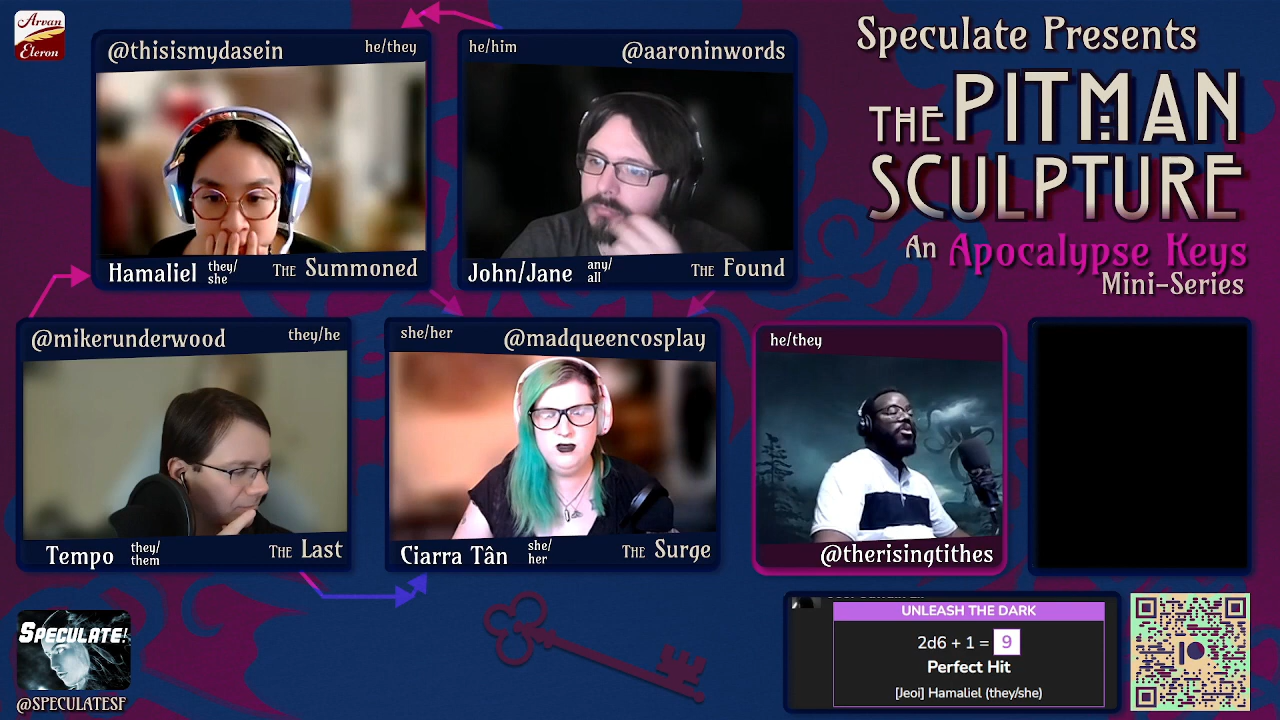 Arvan
Eleron
@thisismydasein
he/they
he/him
@aaroninwords
Speculate Presents
THE PITMAN
SCULPTURE
An Apocalypse Keys
Mini-Series
Hamaliel
they/
she
The Summoned
John/Jane
any/
all
The Found
@mikerunderwood
they/he
she/her
@madqueencosplay
he/they
Tempo
they/
them
The Last
Ciarra Tân
she/
her
The Surge
@therisingtithes
SPECULATE!
@SPECULATESF
UNLEASH THE DARK
2d6 + 1 = 9
Perfect Hit
[Jeoi] Hamaliel (they/she)